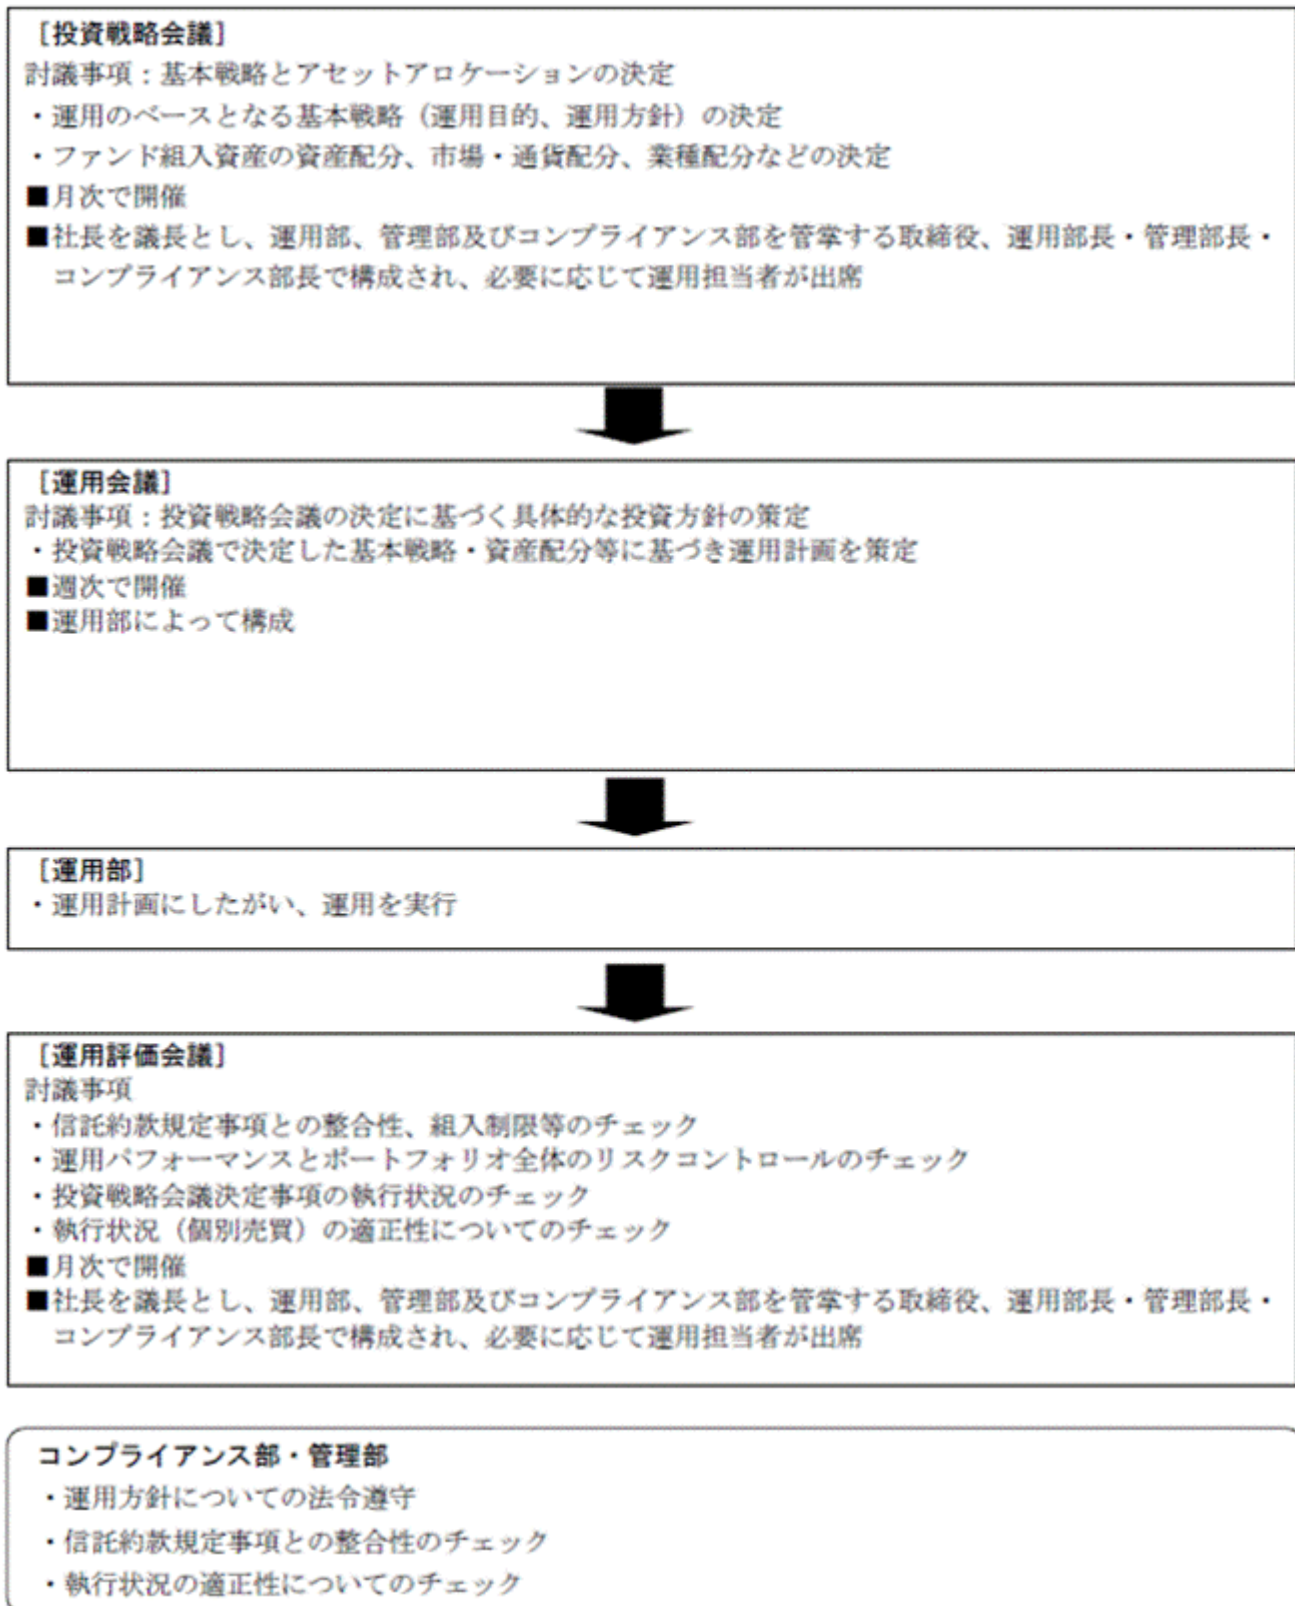 ［投資戦略会議］
討議事項：基本戦略とアセットアロケーションの決定
・運用のベースとなる基本戦略（運用目的、運用方針）の決定
・ファンド組入資産の資産配分、市場・通貨配分、業種配分などの決定
■月次で開催
■社長を議長とし、運用部、管理部及びコンプライアンス部を管掌する取締役、運用部長・管理部長・
コンプライアンス部長で構成され、必要に応じて運用担当者が出席
［運用会議］
討議事項：投資戦略会議の決定に基づく具体的な投資方針の策定
・投資戦略会議で決定した基本戦略・資産配分等に基づき運用計画を策定
■週次で開催
■運用部によって構成
［運用部］
・運用計画にしたがい、運用を実行
［運用評価会議］
討議事項
・信託約款規定事項との整合性、組入制限等のチェック
・運用パフォーマンスとポートフォリオ全体のリスクコントロールのチェック
・投資戦略会議決定事項の執行状況のチェック
・執行状況（個別売買）の適正性についてのチェック
■月次で開催
■社長を議長とし、運用部、管理部及びコンプライアンス部を管掌する取締役、運用部長・管理部長・
コンプライアンス部長で構成され、必要に応じて運用担当者が出席
コンプライアンス部・管理部
・運用方針についての法令遵守
・信託約款規定事項との整合性のチェック
・執行状況の適正性についてのチェック